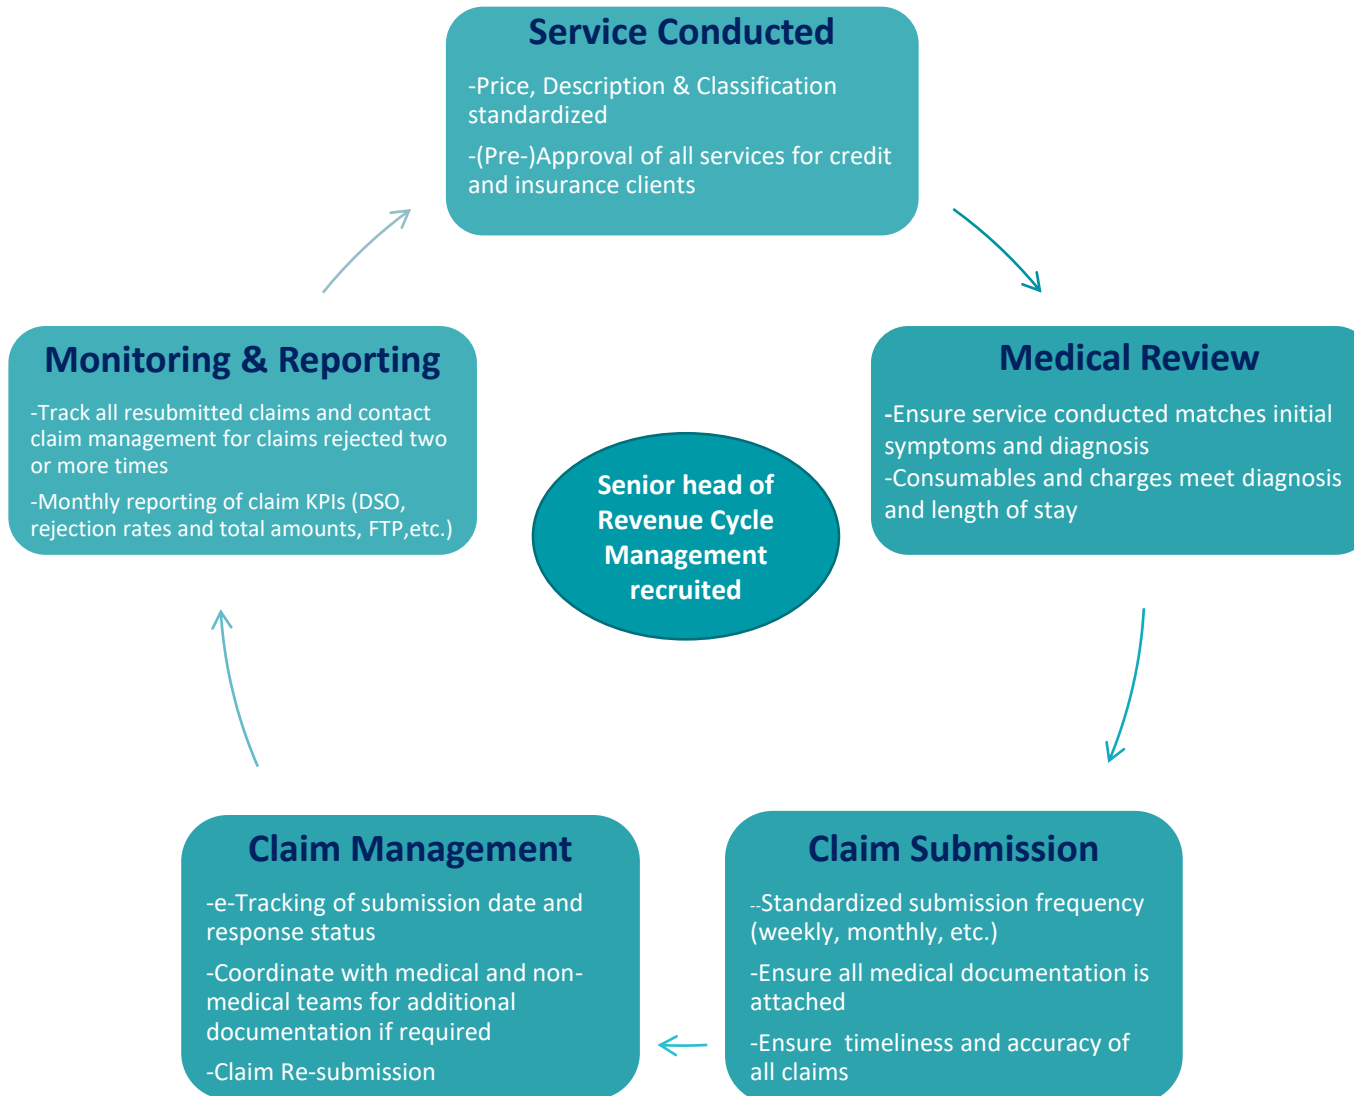 Service Conducted
-Price, Description & Classification
standardized
-(Pre-)Approval of all services for credit
and insurance clients
Medical Review
-Ensure service conducted matches initial
symptoms and diagnosis
-Consumables and charges meet diagnosis
and length of stay
Claim Submission
--Standardized submission frequency
(weekly, monthly, etc.)
-Ensure all medical documentation is
attached
-Ensure  timeliness and accuracy of
all claims
Claim Management
-e-Tracking of submission date and
response status
-Coordinate with medical and non-
medical teams for additional
documentation if required
-Claim Re-submission
Monitoring & Reporting
-Track all resubmitted claims and contact
claim management for claims rejected two
or more times
-Monthly reporting of claim KPIs (DSO,
rejection rates and total amounts, FTP,etc.)
Senior head of
Revenue Cycle
Management
recruited